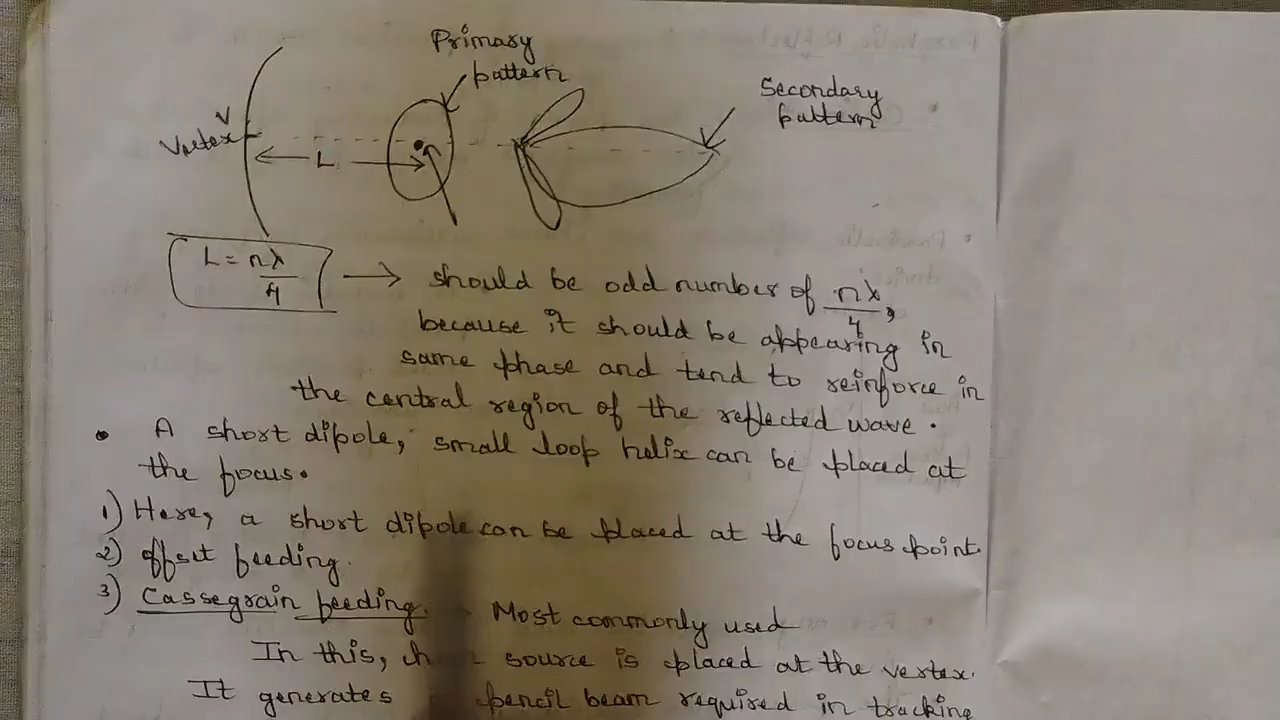 Primary
pattern
Secondary
pattern
V
Vertex
L
L = nλ/4 → should be odd number of nλ/4,
because it should be appearing in
same phase and tend to reinforce in
the central region of the reflected wave.
• A short dipole, small loop helix can be placed at
the focus.
1) Here, a short dipole can be placed at the focus point.
2) offset feeding.
3) Cassegrain feeding. Most commonly used
In this, source is placed at the vertex.
It generates pencil beam required in tracking